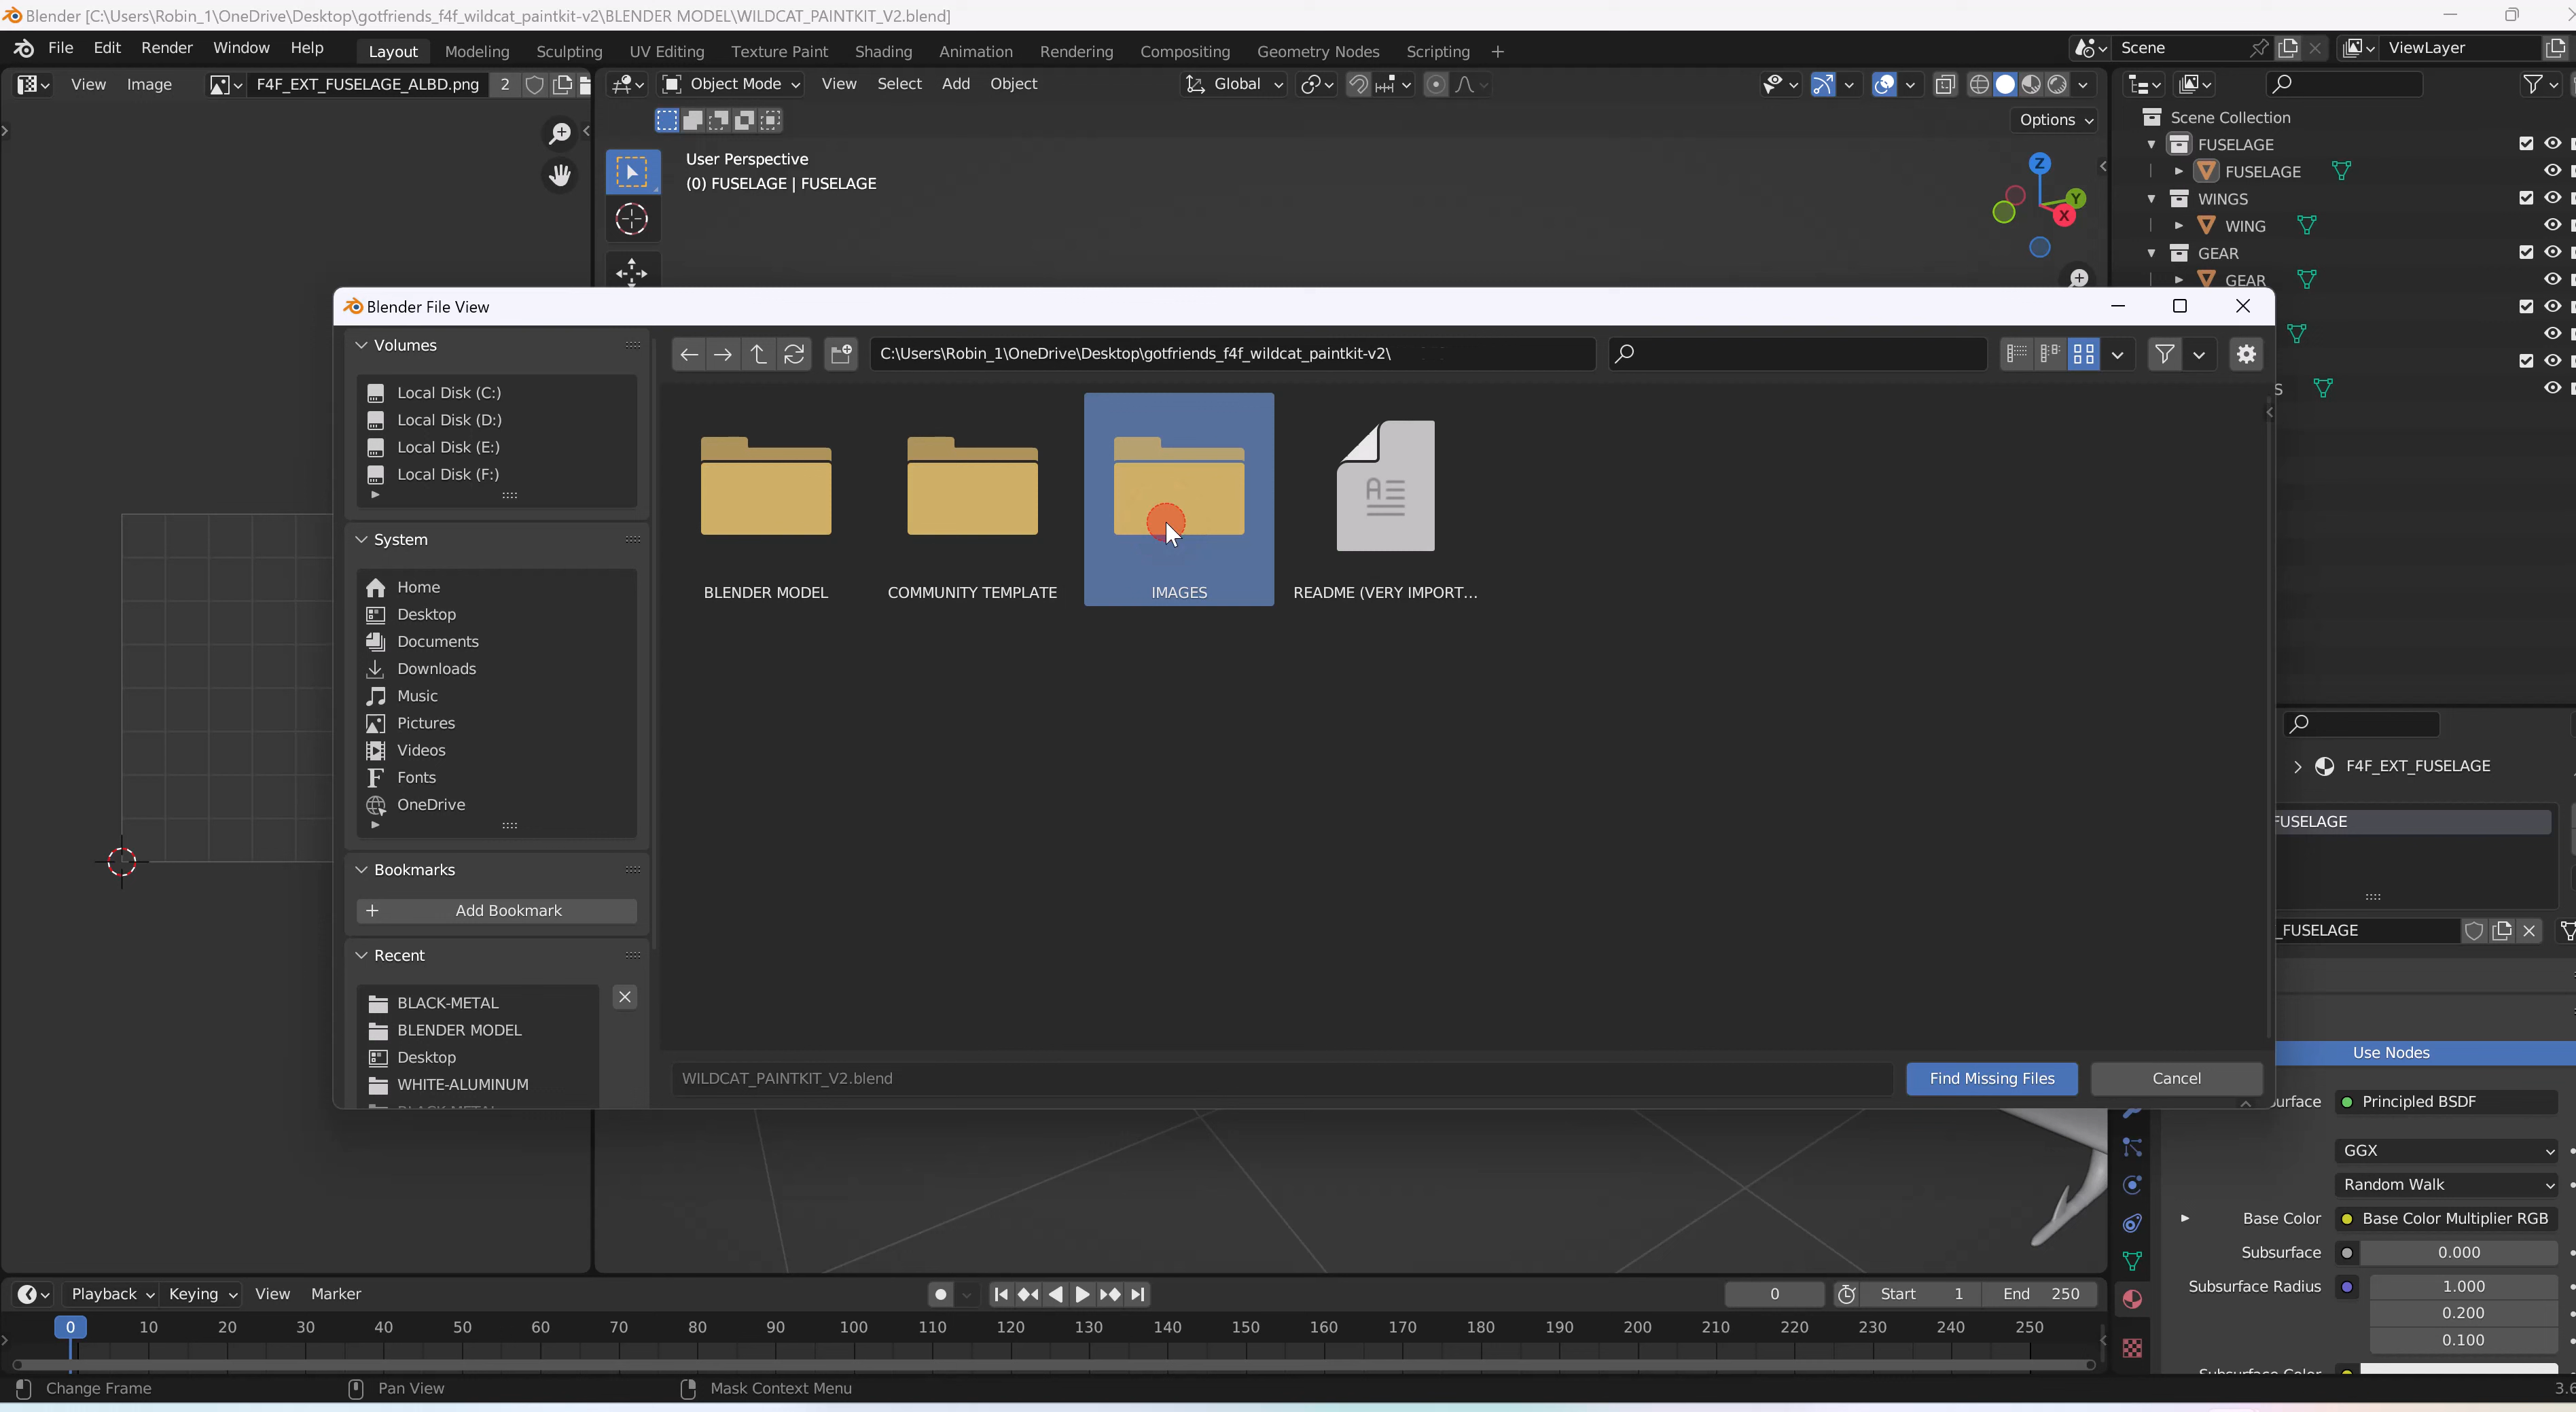 Blender [C:\Users\Robin_1\OneDrive\Desktop\gotfriends_f4f_wildcat_paintkit-v2\BLENDER MODEL\WILDCAT_PAINTKIT_V2.blend]
File Edit Render Window Help Layout Modeling Sculpting UV Editing Texture Paint Shading Animation Rendering Compositing Geometry Nodes Scripting + Scene ViewLayer
View Image F4F_EXT_FUSELAGE_ALBD.png 2 Object Mode View Select Add Object Global
Options
User Perspective
(0) FUSELAGE | FUSELAGE
Z
Y
X
Scene Collection
FUSELAGE
FUSELAGE
WINGS
WING
GEAR
GEAR
S
Blender File View
Volumes
Local Disk (C:)
Local Disk (D:)
Local Disk (E:)
Local Disk (F:)
System
Home
Desktop
Documents
Downloads
Music
Pictures
Videos
Fonts
OneDrive
Bookmarks
Add Bookmark
Recent
BLACK-METAL
BLENDER MODEL
Desktop
WHITE-ALUMINUM
C:\Users\Robin_1\OneDrive\Desktop\gotfriends_f4f_wildcat_paintkit-v2\
BLENDER MODEL COMMUNITY TEMPLATE IMAGES README (VERY IMPORT...
WILDCAT_PAINTKIT_V2.blend Find Missing Files Cancel
F4F_EXT_FUSELAGE
FUSELAGE
_FUSELAGE
Use Nodes
urface Principled BSDF
GGX
Random Walk
Base Color Base Color Multiplier RGB
Subsurface 0.000
Subsurface Radius 1.000
0.200
0.100
Playback Keying View Marker 0 Start 1 End 250
0 10 20 30 40 50 60 70 80 90 100 110 120 130 140 150 160 170 180 190 200 210 220 230 240 250
Change Frame Pan View Mask Context Menu 3.6